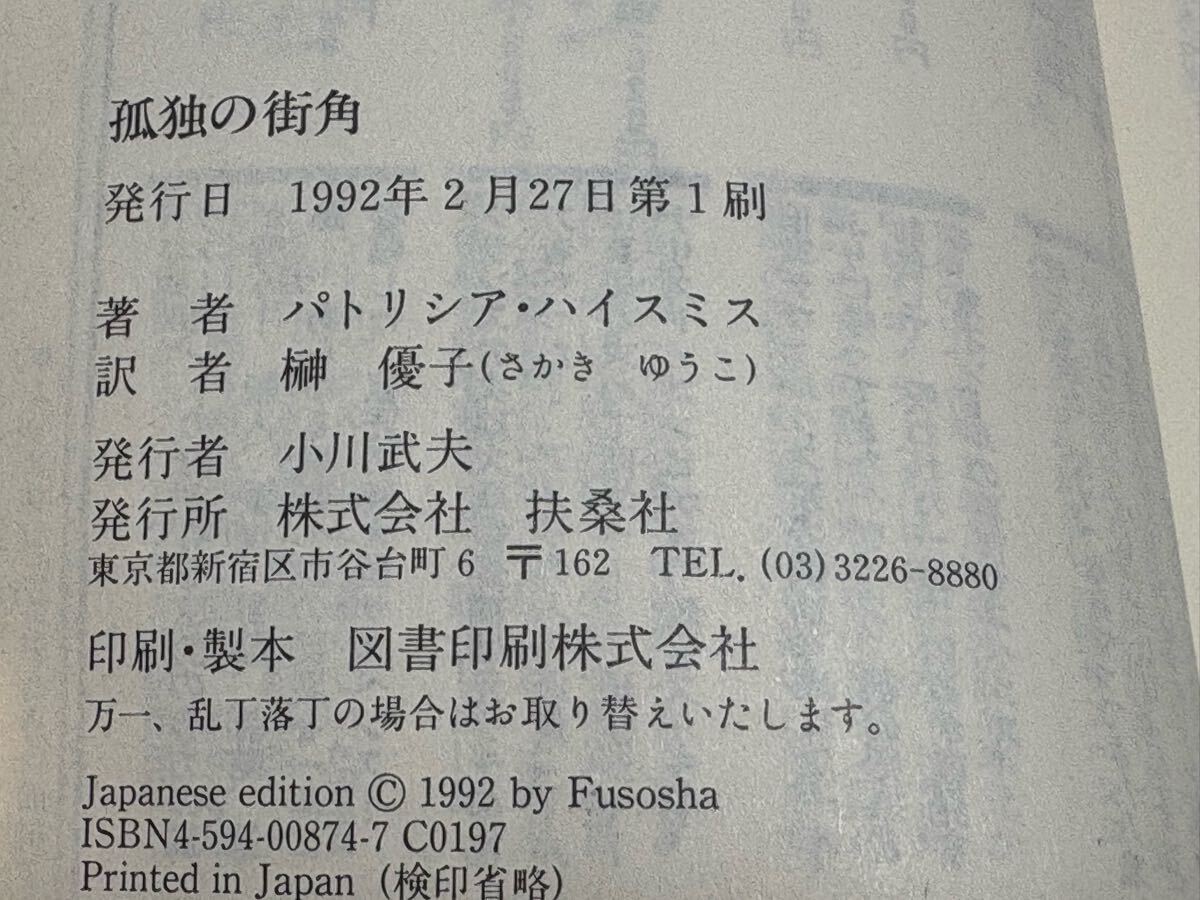 孤独の街角
発行日 1992年2月27日第1刷
著者 パトリシア・ハイスミス
訳者 榊 優子(さかき ゆうこ)
発行者 小川武夫
発行所 株式会社 扶桑社
東京都新宿区市谷台町6 〒162 TEL.(03)3226-8880
印刷・製本 図書印刷株式会社
万一、乱丁落丁の場合はお取り替えいたします。
Japanese edition © 1992 by Fusosha
ISBN4-594-00874-7 C0197
Printed in Japan (検印省略)